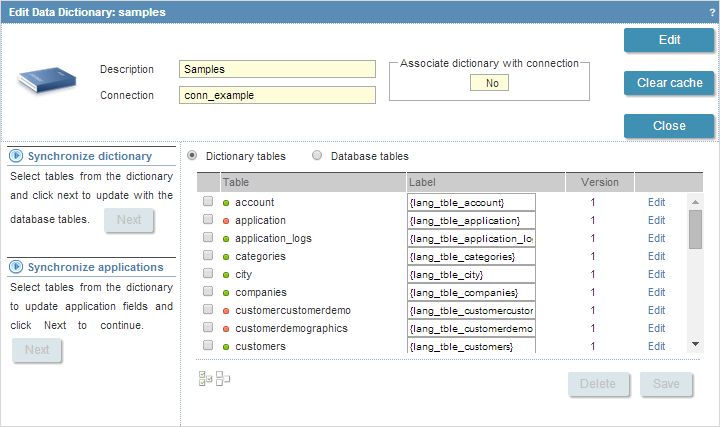 Edit Data Dictionary: samples ?
Description Samples
Connection conn_example
Associate dictionary with connection
No
Edit
Clear cache
Close
Synchronize dictionary
Select tables from the dictionary
and click next to update with the
database tables. Next
Synchronize applications
Select tables from the dictionary
to update application fields and
click Next to continue.
Next
Dictionary tables Database tables
Table Label Version
account {lang_tble_account} 1 Edit
application {lang_tble_application} 1 Edit
application_logs {lang_tble_application_lo 1 Edit
categories {lang_tble_categories} 1 Edit
city {lang_tble_city} 1 Edit
companies {lang_tble_companies} 1 Edit
customercustomerdemo {lang_tble_customercustor 1 Edit
customerdemographics {lang_tble_customerdemo 1 Edit
customers {lang_tble_customers} 1 Edit
Delete Save